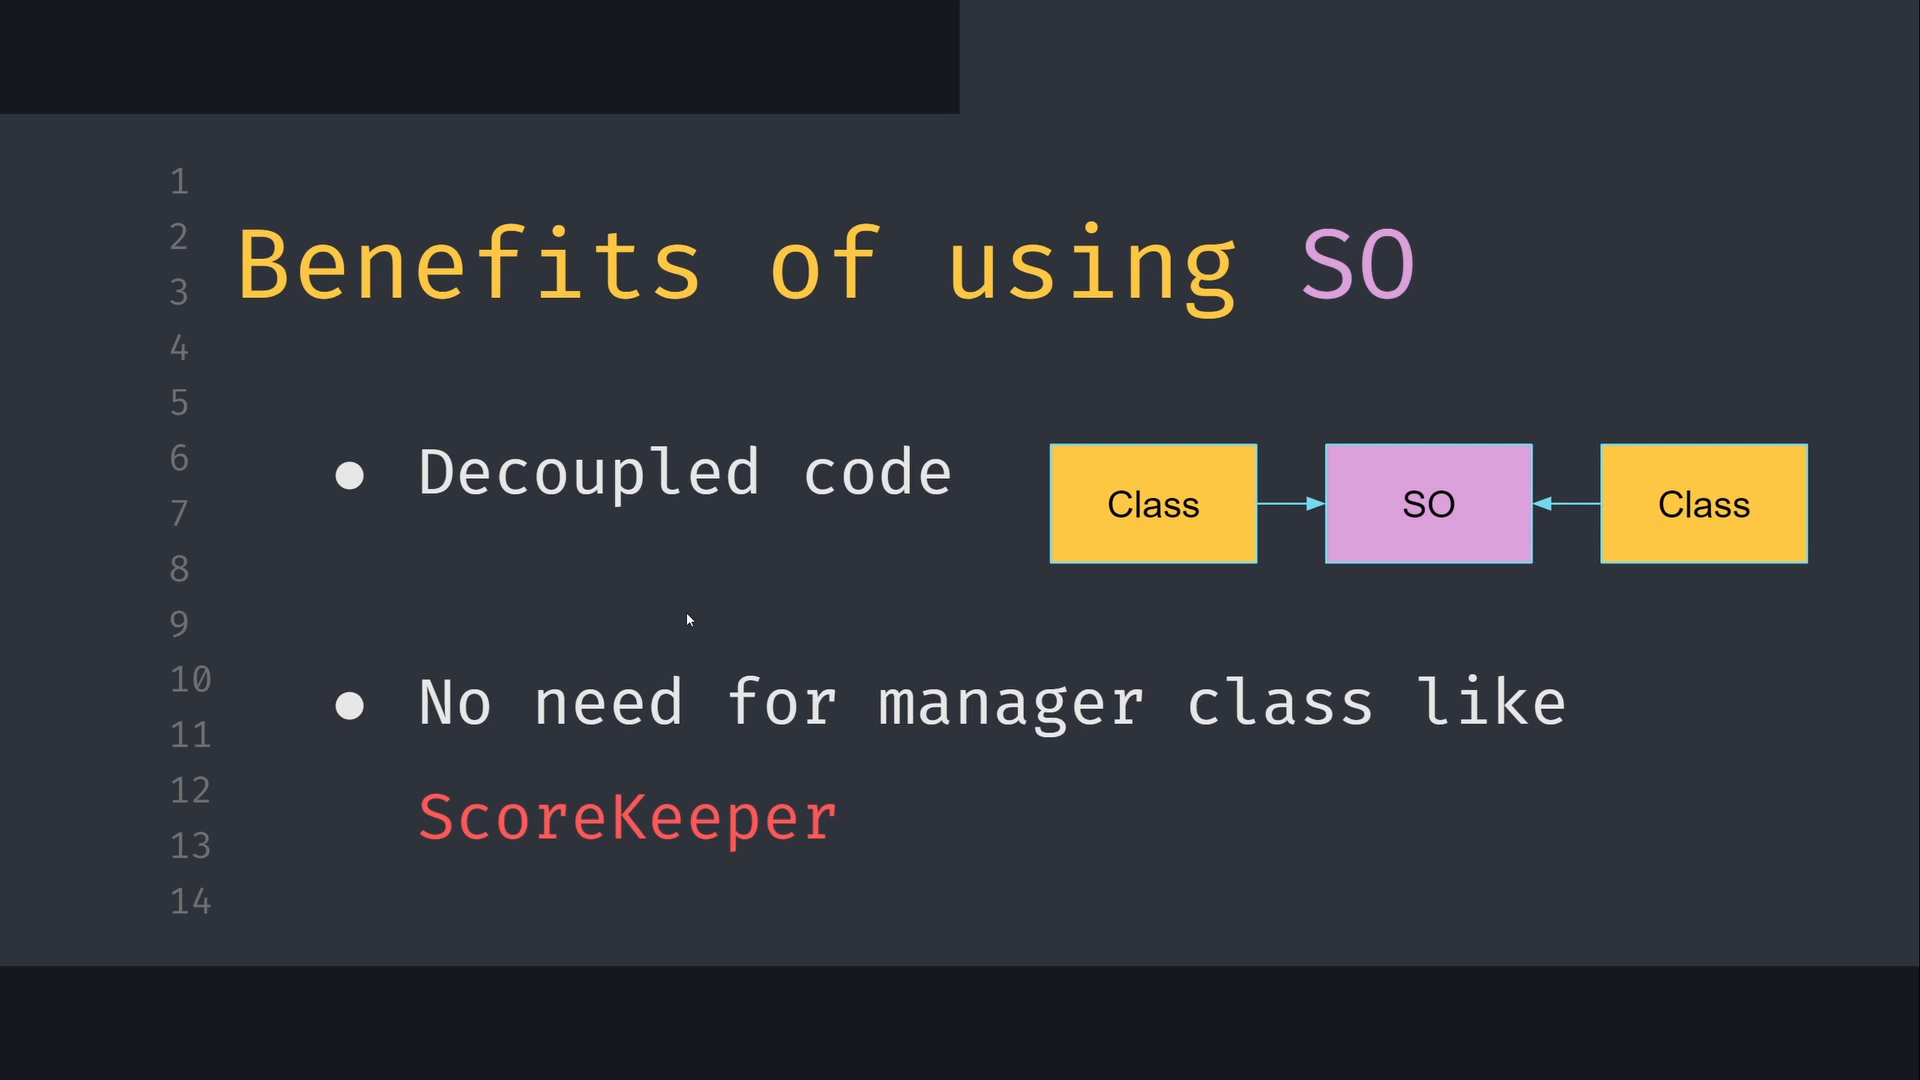 1
2
3
4
5
6
7
8
9
10
11
12
13
14
Benefits of using SO
● Decoupled code
Class
SO
Class
● No need for manager class like
ScoreKeeper